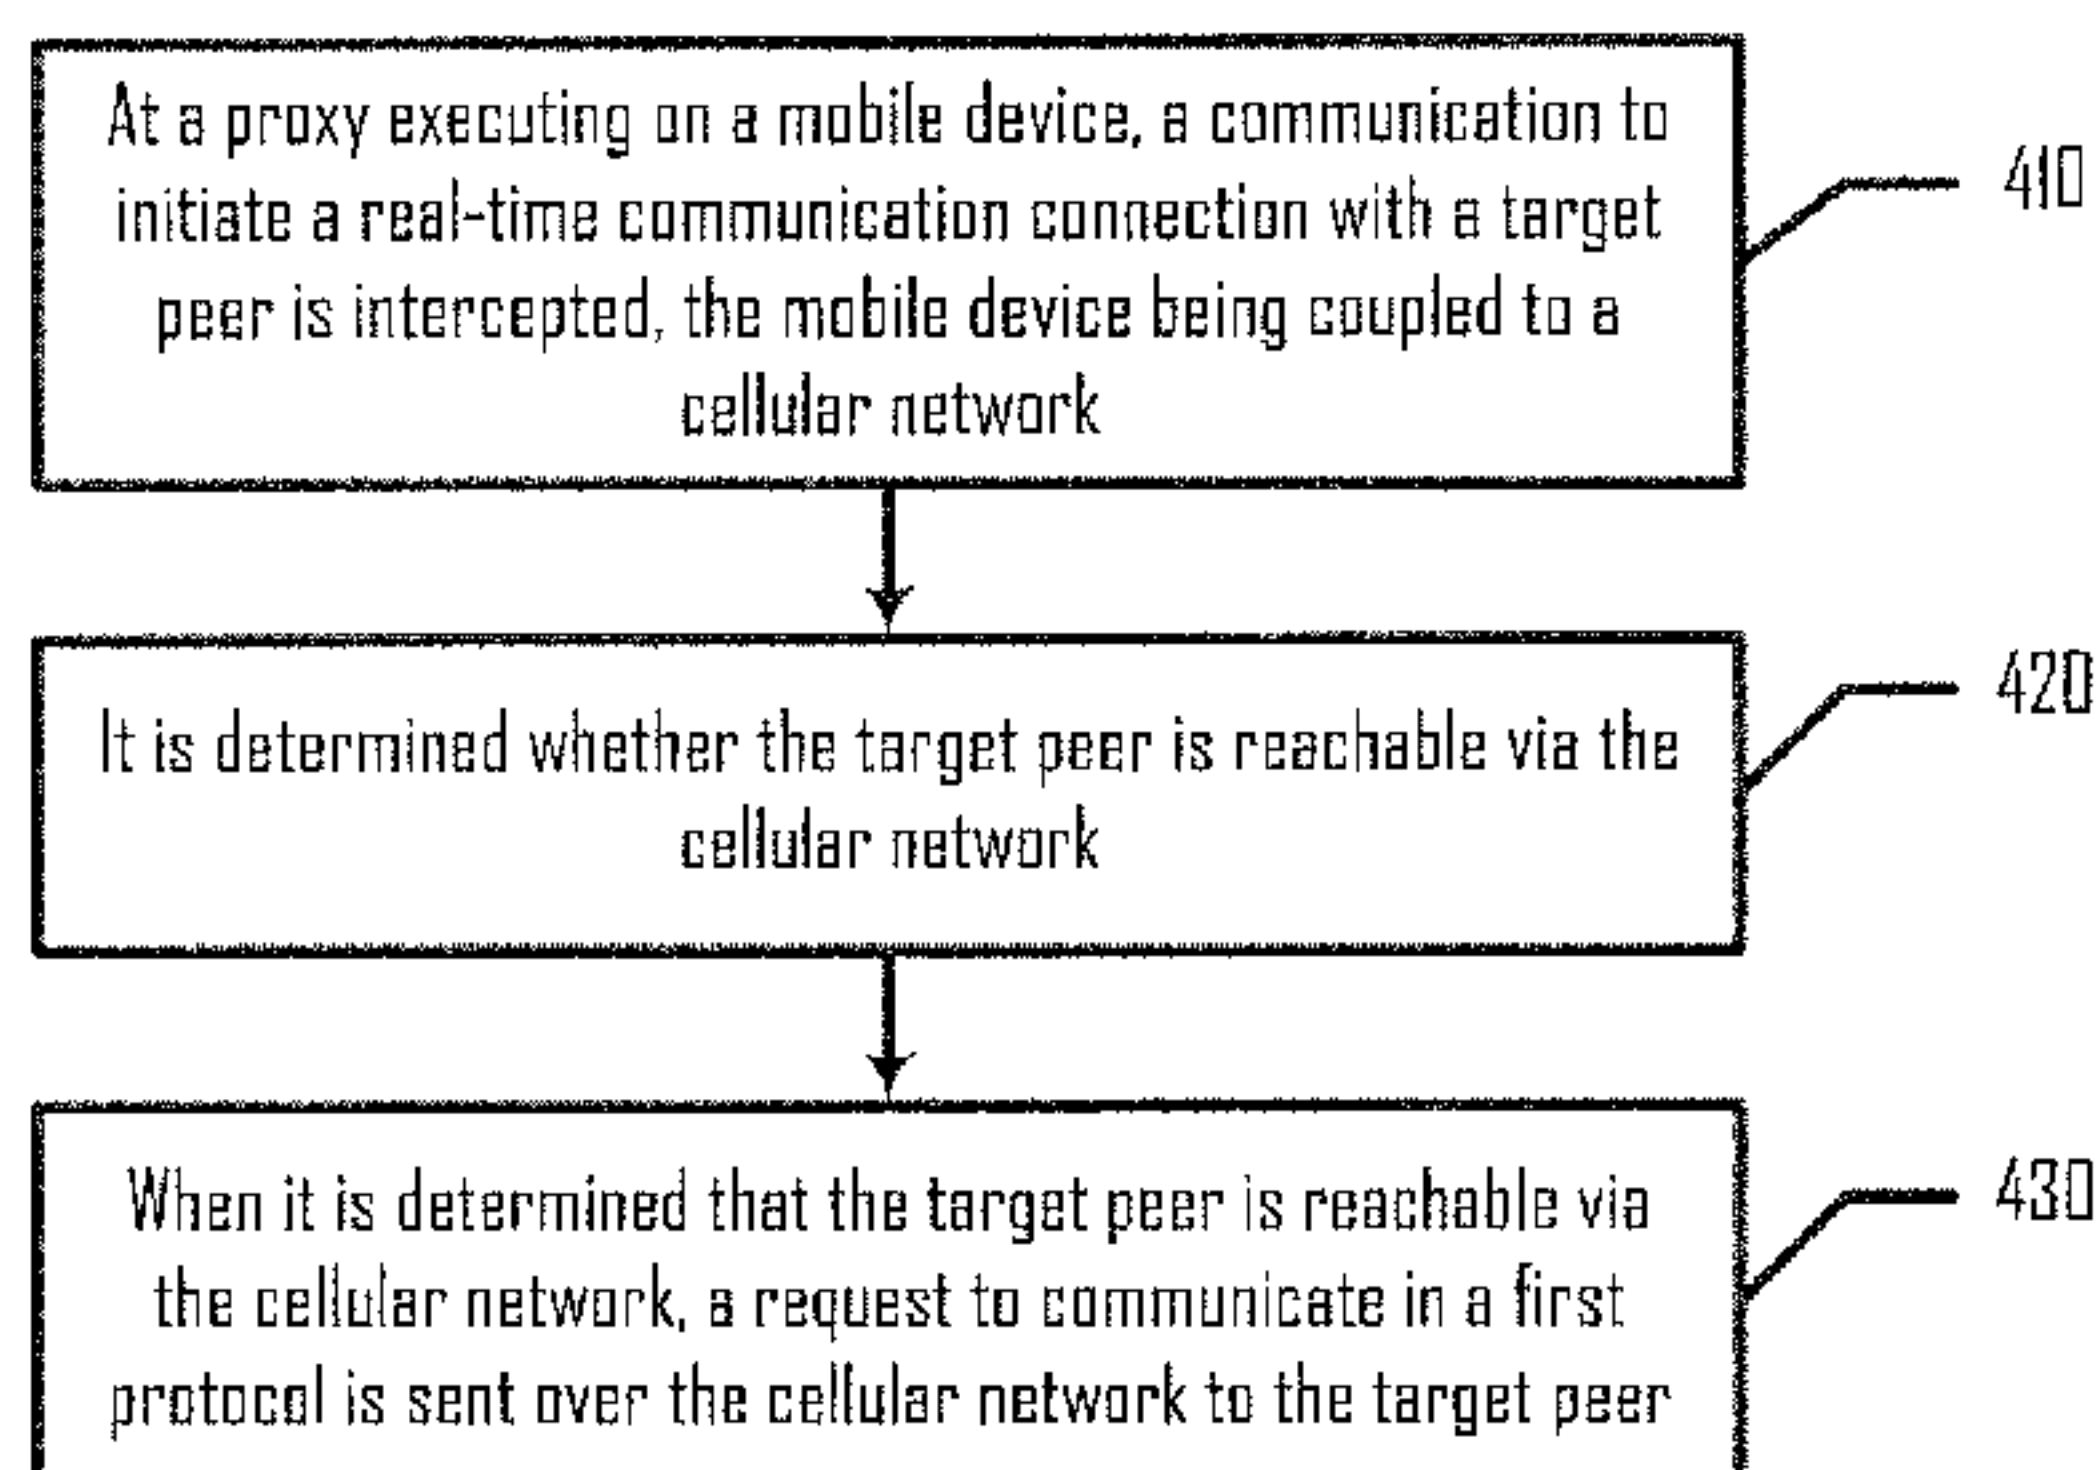 At a proxy executing on a mobile device, a communication to
initiate a real-time communication connection with a target
peer is intercepted, the mobile device being coupled to a
cellular network
410
It is determined whether the target peer is reachable via the
cellular network
420
When it is determined that the target peer is reachable via
the cellular network, a request to communicate in a first
protocol is sent over the cellular network to the target peer
430